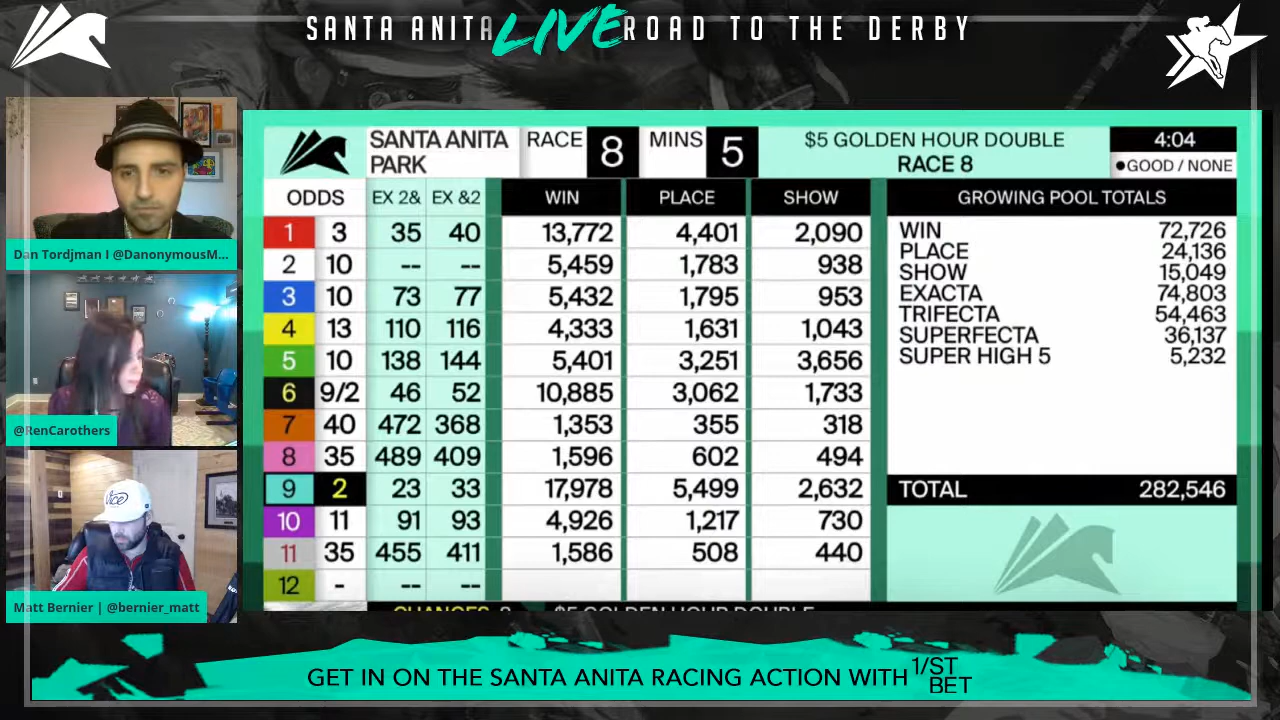 SANTA ANITA LIVE ROAD TO THE DERBY
SANTA ANITA PARK
RACE 8 MINS 5
$5 GOLDEN HOUR DOUBLE
RACE 8
4:04
●GOOD / NONE
ODDS EX 2& EX &2 WIN PLACE SHOW
1 3 35 40 13,772 4,401 2,090
2 10 -- -- 5,459 1,783 938
3 10 73 77 5,432 1,795 953
4 13 110 116 4,333 1,631 1,043
5 10 138 144 5,401 3,251 3,656
6 9/2 46 52 10,885 3,062 1,733
7 40 472 368 1,353 355 318
8 35 489 409 1,596 602 494
9 2 23 33 17,978 5,499 2,632
10 11 91 93 4,926 1,217 730
11 35 455 411 1,586 508 440
12 - -- --
GROWING POOL TOTALS
WIN 72,726
PLACE 24,136
SHOW 15,049
EXACTA 74,803
TRIFECTA 54,463
SUPERFECTA 36,137
SUPER HIGH 5 5,232
TOTAL 282,546
$5 GOLDEN HOUR DOUBLE
Dan Tordjman I @DanonymousM...
@RenCarothers
Vice
Matt Bernier | @bernier_matt
GET IN ON THE SANTA ANITA RACING ACTION WITH 1/ST BET